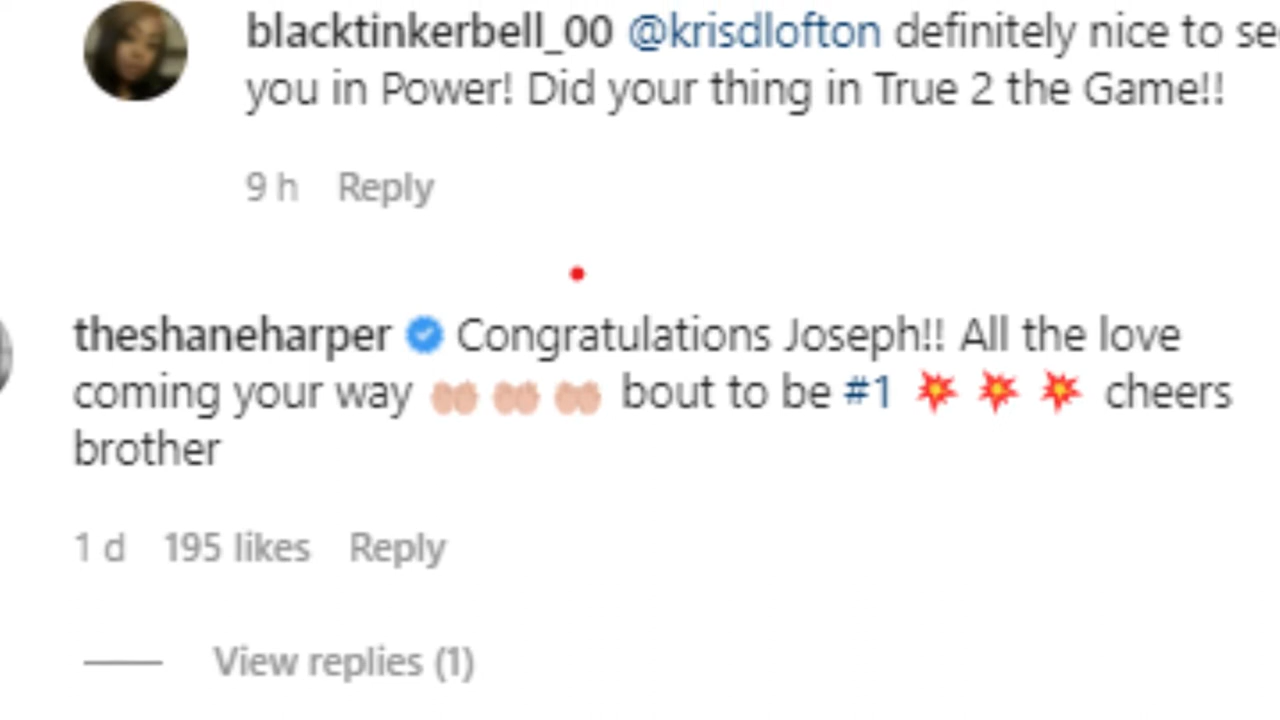 blacktinkerbell_00 @krisdlofton definitely nice to
you in Power! Did your thing in True 2 the Game!!
9 h Reply
theshaneharper Congratulations Joseph!! All the love
coming your way 🤲🏼🤲🏼🤲🏼 bout to be #1 💥💥💥 cheers
brother
1 d 195 likes Reply
View replies (1)